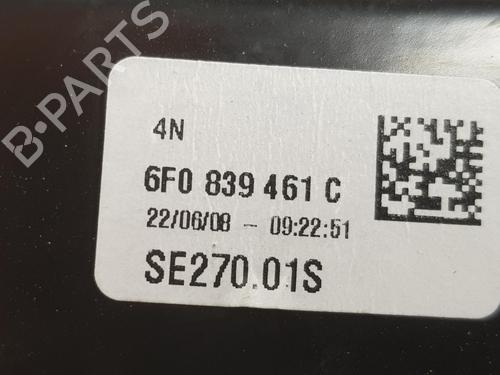 B-PARTS
4N
6F0 839 461 C
22/06/08 - 09:22:51
SE270.01S